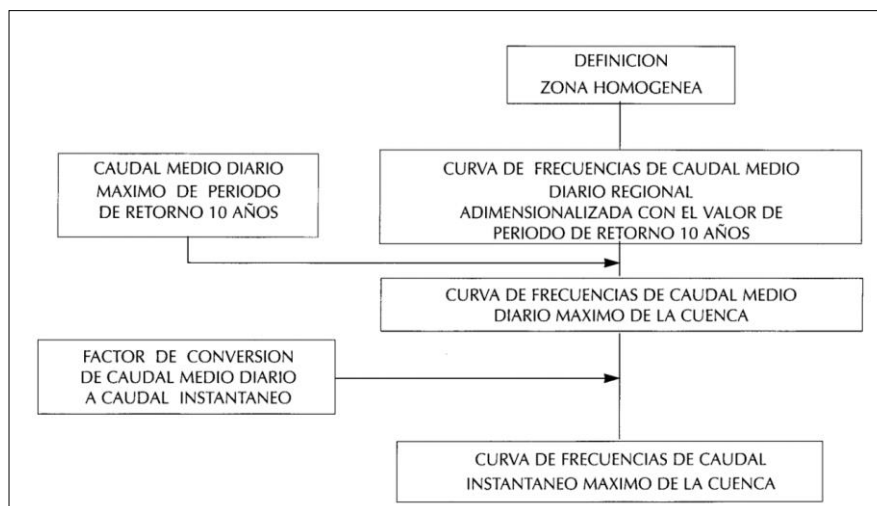 DEFINICION
ZONA HOMOGENEA
CAUDAL MEDIO DIARIO
MAXIMO DE PERIODO
DE RETORNO 10 AÑOS
CURVA DE FRECUENCIAS DE CAUDAL MEDIO
DIARIO REGIONAL
ADIMENSIONALIZADA CON EL VALOR DE
PERIODO DE RETORNO 10 AÑOS
CURVA DE FRECUENCIAS DE CAUDAL MEDIO
DIARIO MAXIMO DE LA CUENCA
FACTOR DE CONVERSION
DE CAUDAL MEDIO DIARIO
A CAUDAL INSTANTANEO
CURVA DE FRECUENCIAS DE CAUDAL
INSTANTANEO MAXIMO DE LA CUENCA